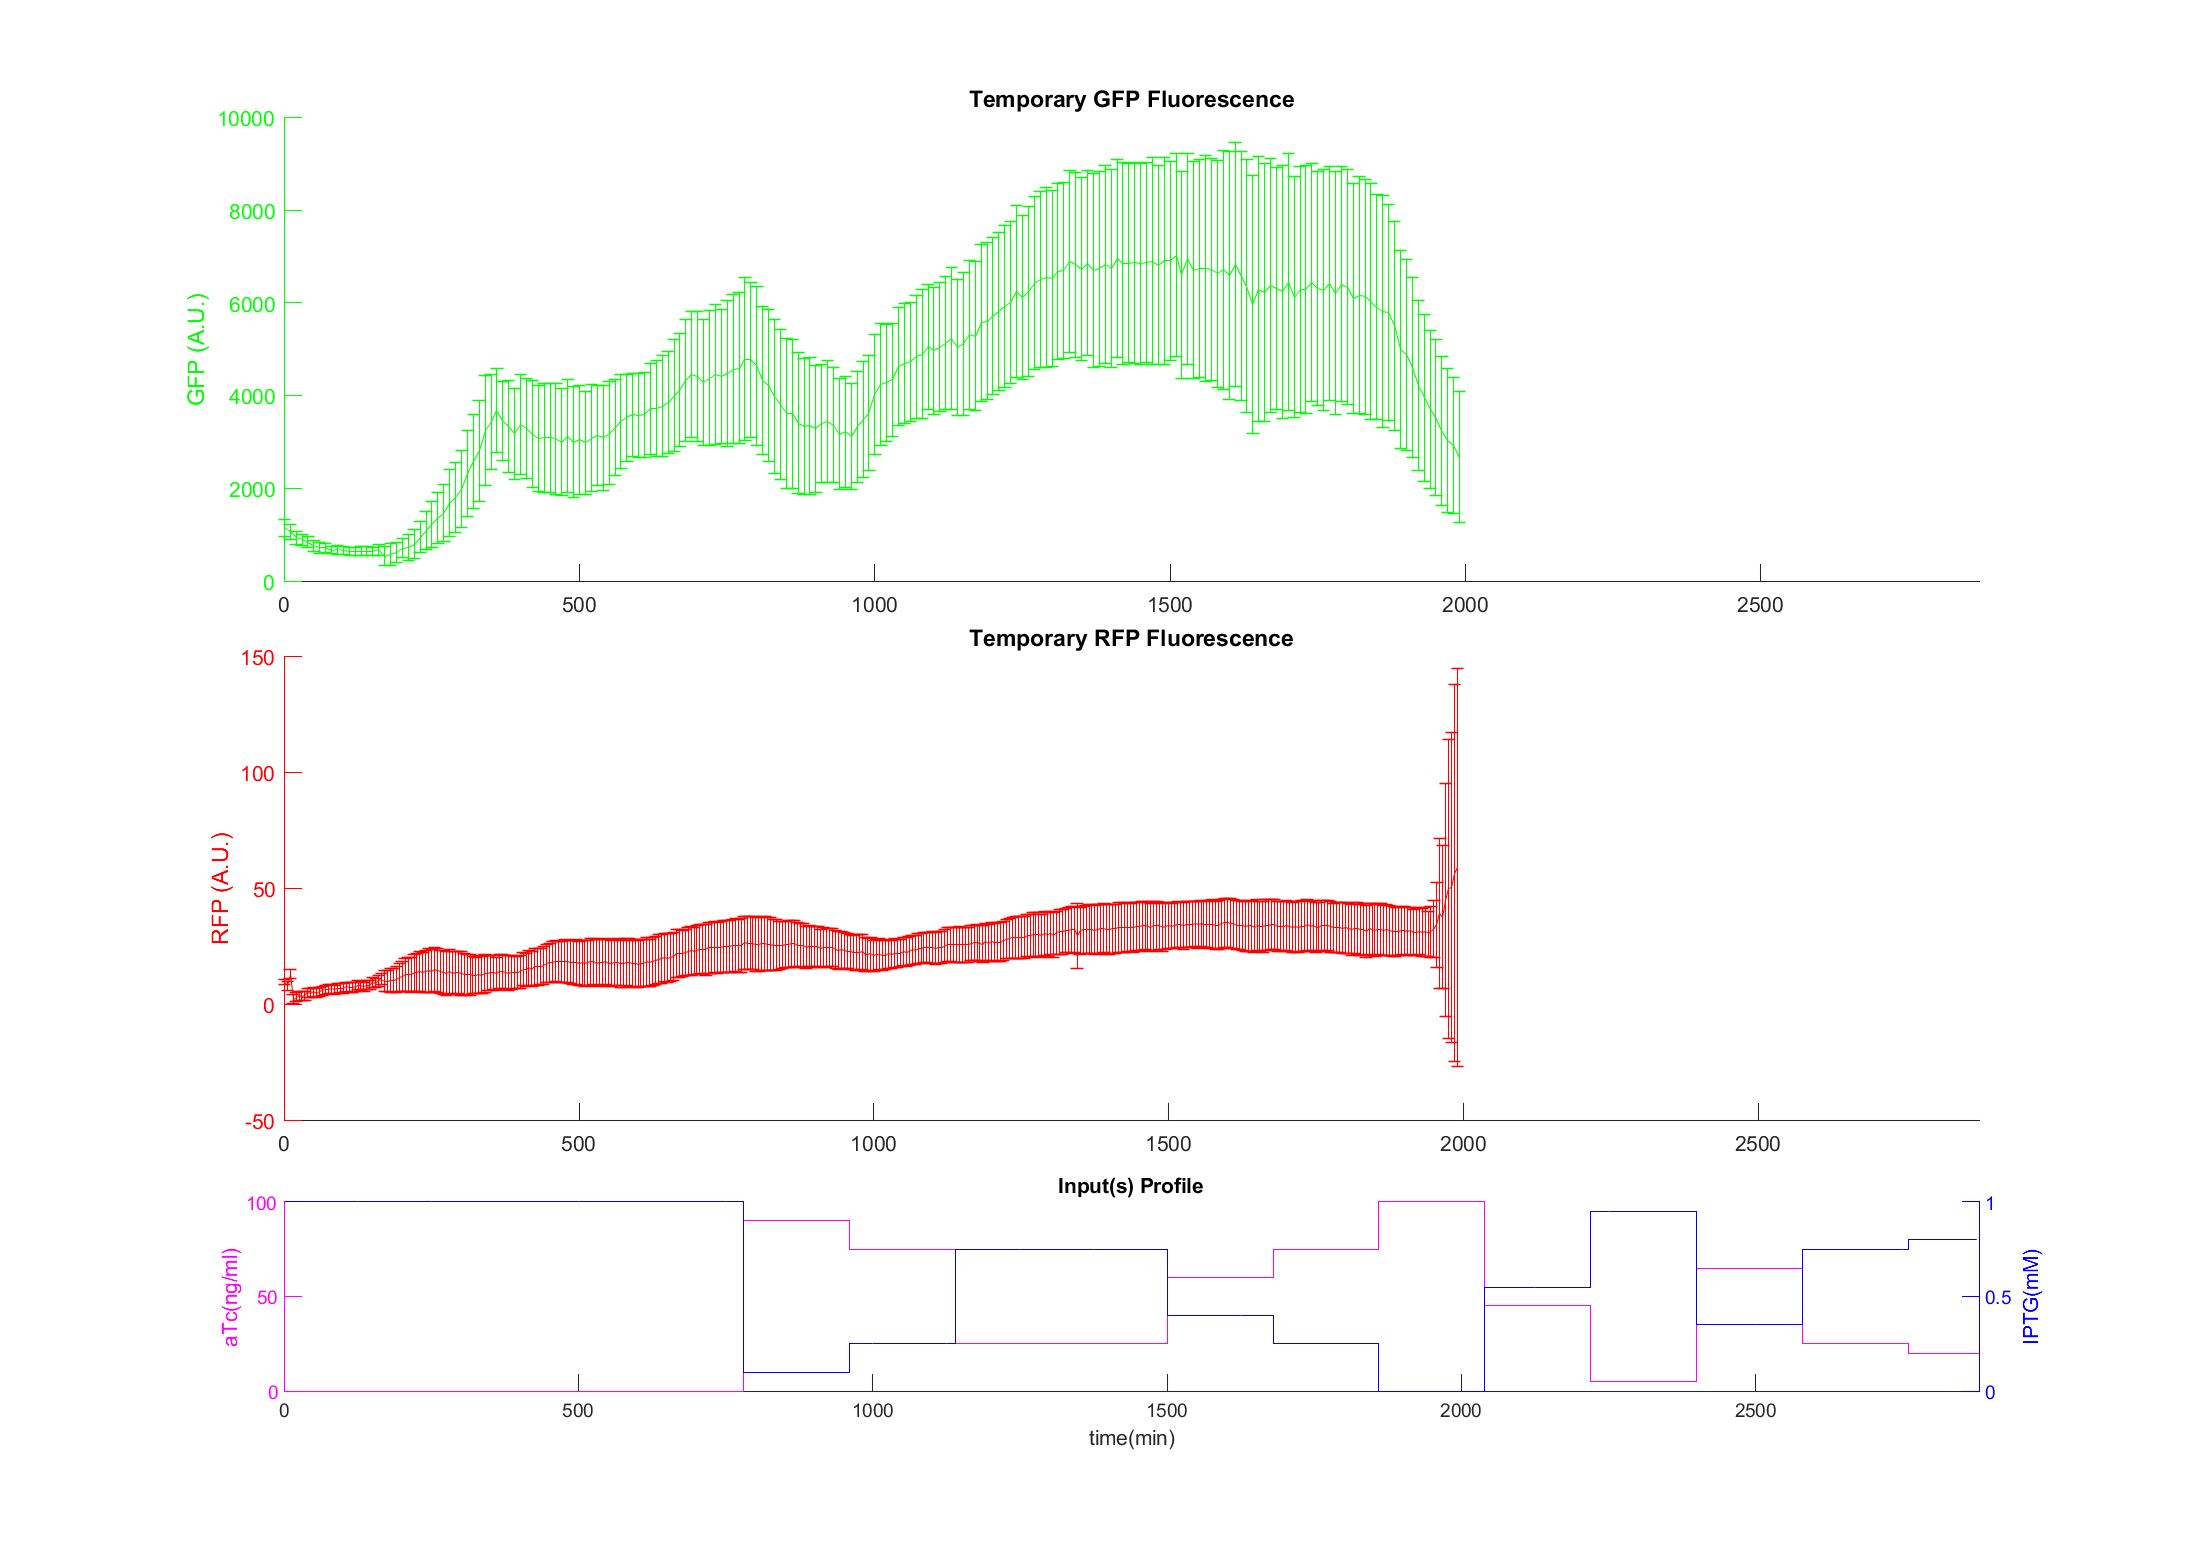 Temporary GFP Fluorescence
10000
8000
6000
4000
2000
0
GFP (A.U.)
0 500 1000 1500 2000 2500
Temporary RFP Fluorescence
150
100
50
0
-50
RFP (A.U.)
0 500 1000 1500 2000 2500
Input(s) Profile
100
50
0
aTc(ng/ml)
1
0.5
0
IPTG(mM)
0 500 1000 1500 2000 2500
time(min)